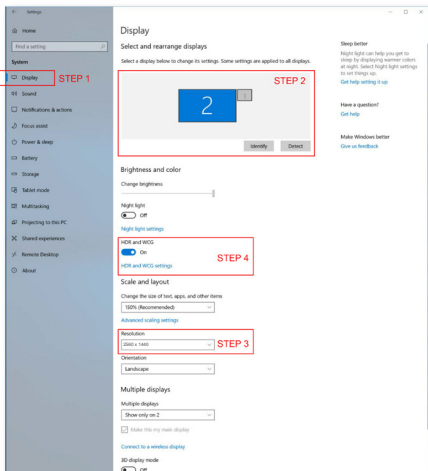 Settings
Home
Find a setting
System
Display
STEP 1
Sound
Notifications & actions
Focus assist
Power & sleep
Battery
Storage
Tablet mode
Multitasking
Projecting to this PC
Shared experiences
Remote Desktop
About
Display
Select and rearrange displays
Select a display below to change its settings. Some settings are applied to all displays.
STEP 2
2
1
Identify
Detect
Brightness and color
Change brightness
Night light
Off
Night light settings
HDR and WCG
On
STEP 4
HDR and WCG settings
Scale and layout
Change the size of text, apps, and other items
150% (Recommended)
Advanced scaling settings
Resolution
2560 x 1440
STEP 3
Orientation
Landscape
Multiple displays
Multiple displays
Show only on 2
Make this my main display
Connect to a wireless display
3D display mode
Off
Sleep better
Night light can help you get to
sleep by displaying warmer colors
at night. Select Night light settings
to set things up.
Get help setting it up
Have a question?
Get help
Make Windows better
Give us feedback